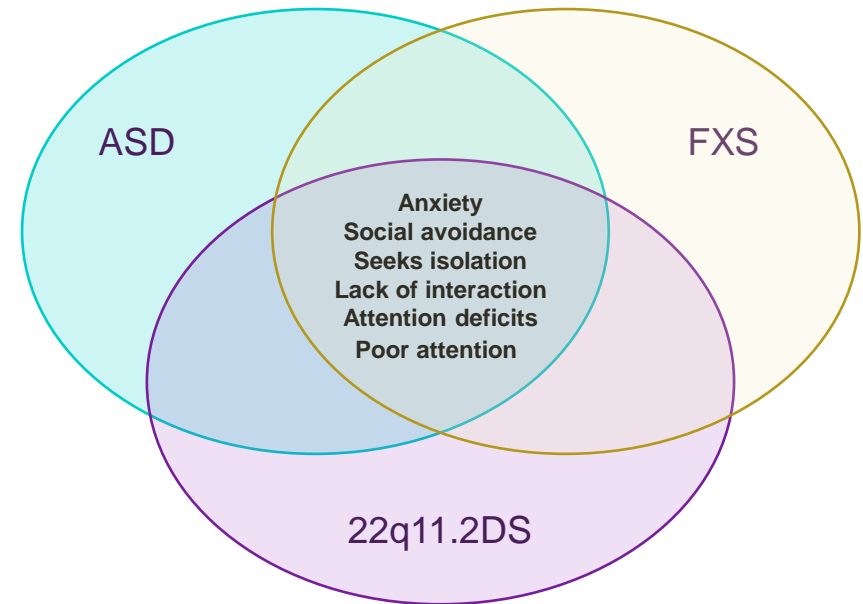 ASD
FXS
Anxiety
Social avoidance
Seeks isolation
Lack of interaction
Attention deficits
Poor attention
22q11.2DS